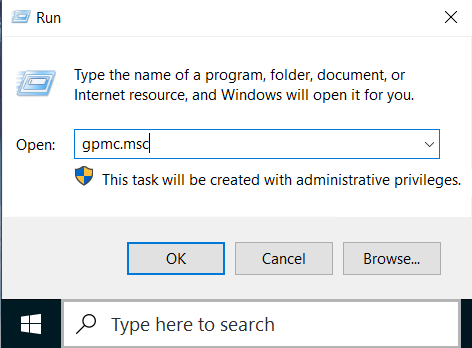 Run
Type the name of a program, folder, document, or
Internet resource, and Windows will open it for you.
Open: gpmc.msc
This task will be created with administrative privileges.
OK Cancel Browse...
Type here to search